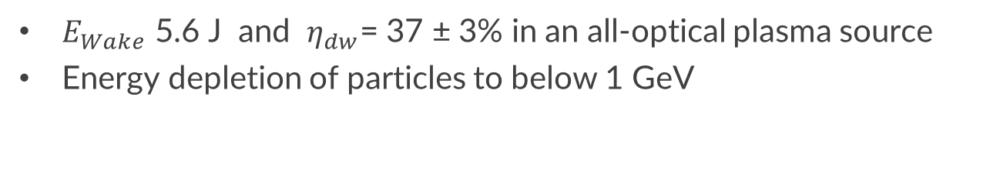 • E_Wake 5.6 J and η_dw= 37 ± 3% in an all-optical plasma source
• Energy depletion of particles to below 1 GeV